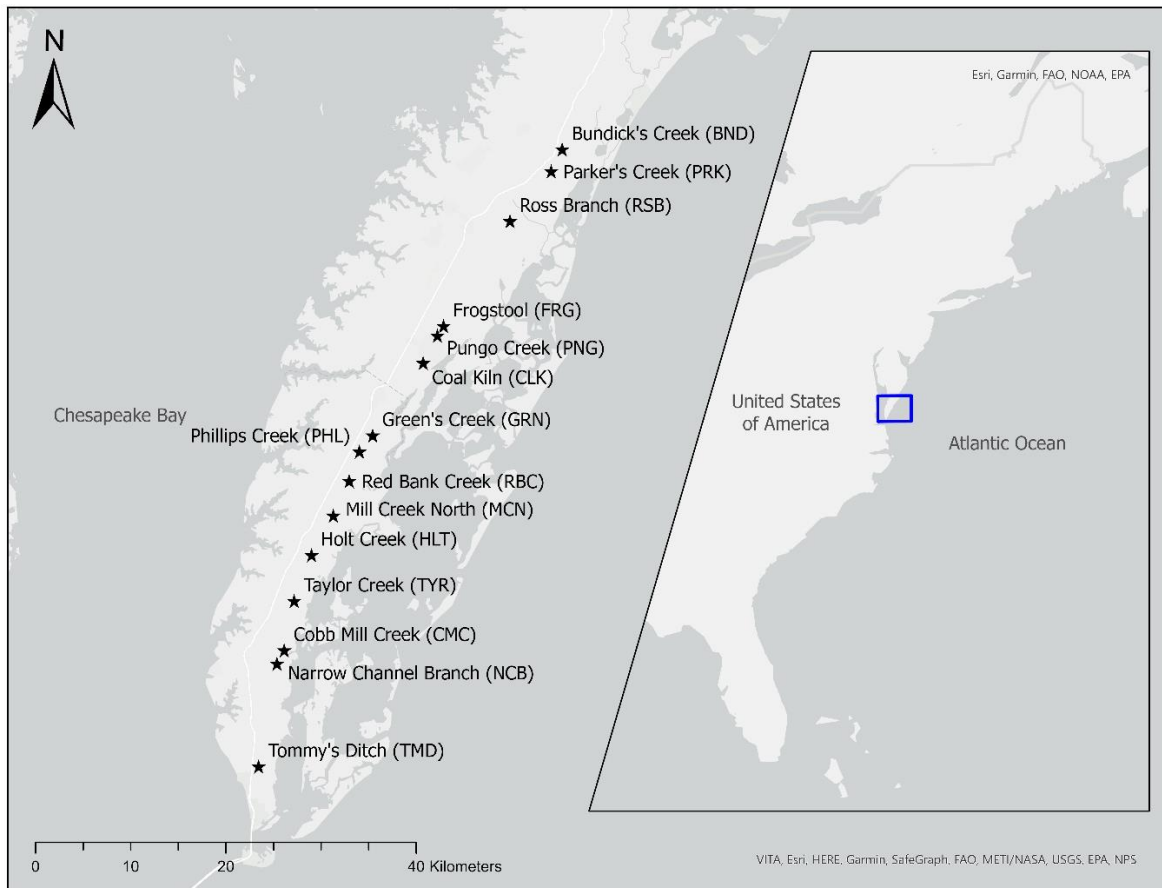 N
Esri, Garmin, FAO, NOAA, EPA
Bundick's Creek (BND)
Parker's Creek (PRK)
Ross Branch (RSB)
Frogstool (FRG)
Pungo Creek (PNG)
Coal Kiln (CLK)
Chesapeake Bay
Green's Creek (GRN)
Phillips Creek (PHL)
Red Bank Creek (RBC)
Mill Creek North (MCN)
Holt Creek (HLT)
Taylor Creek (TYR)
Cobb Mill Creek (CMC)
Narrow Channel Branch (NCB)
Tommy's Ditch (TMD)
United States
of America
Atlantic Ocean
0 20 40 Kilometers
VITA, Esri, HERE, Garmin, SafeGraph, FAO, METI/NASA, USGS, EPA, NPS